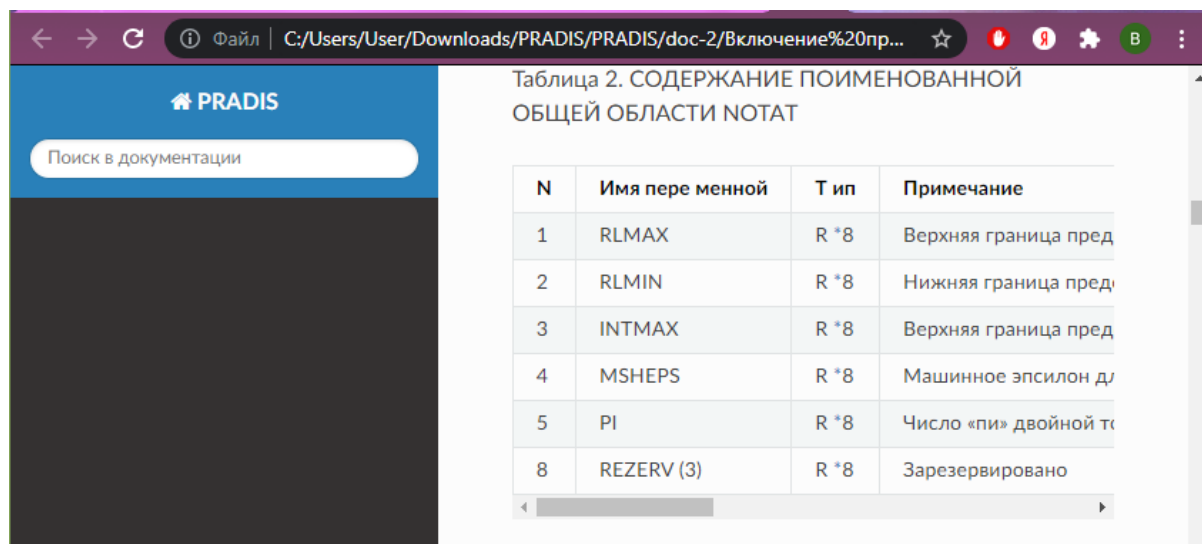 Файл | C:/Users/User/Downloads/PRADIS/PRADIS/doc-2/Включение%20пр...
Я
В
PRADIS
Поиск в документации
Таблица 2. СОДЕРЖАНИЕ ПОИМЕНОВАННОЙ
ОБЩЕЙ ОБЛАСТИ NOTAT
N Имя пере менной Т ип Примечание
1 RLMAX R *8 Верхняя граница пред
2 RLMIN R *8 Нижняя граница пред
3 INTMAX R *8 Верхняя граница пред
4 MSHEPS R *8 Машинное эпсилон дл
5 PI R *8 Число «пи» двойной то
8 REZERV (3) R *8 Зарезервировано